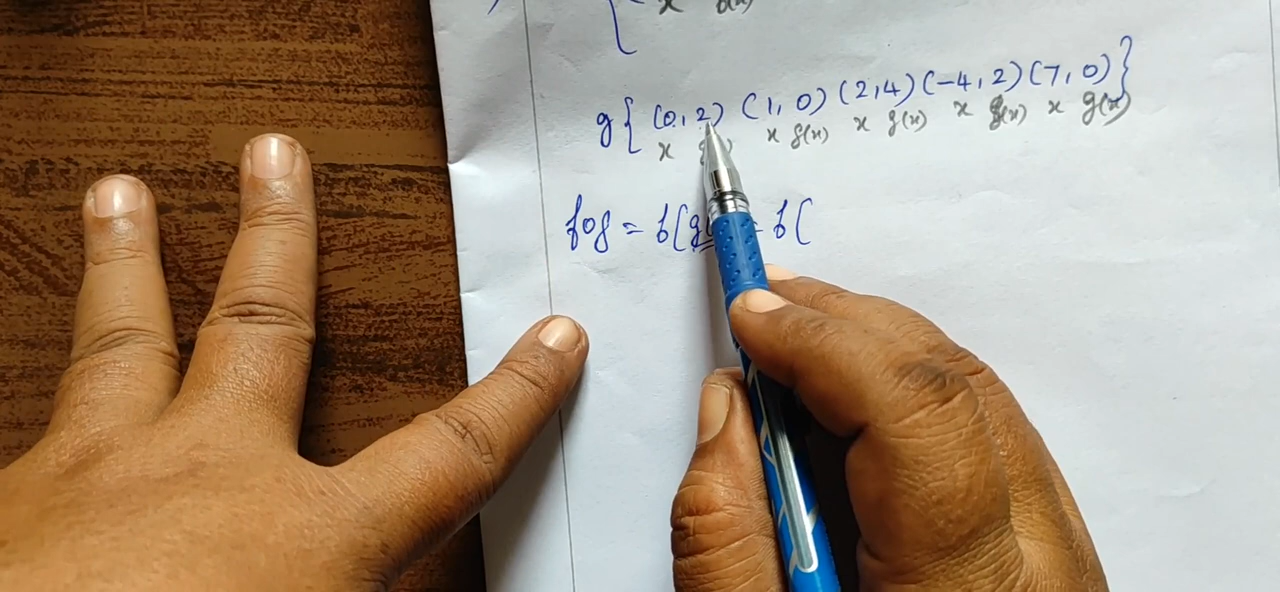 x
g { (0, 2) (1, 0) (2, 4) (-4, 2) (7, 0) }
x x g(x) x g(x) x g(x) x g(x)
fog = f( = f(